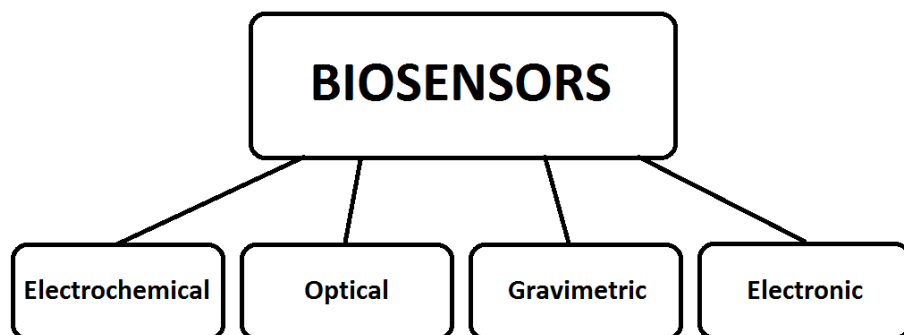 BIOSENSORS
Electrochemical
Optical
Gravimetric
Electronic